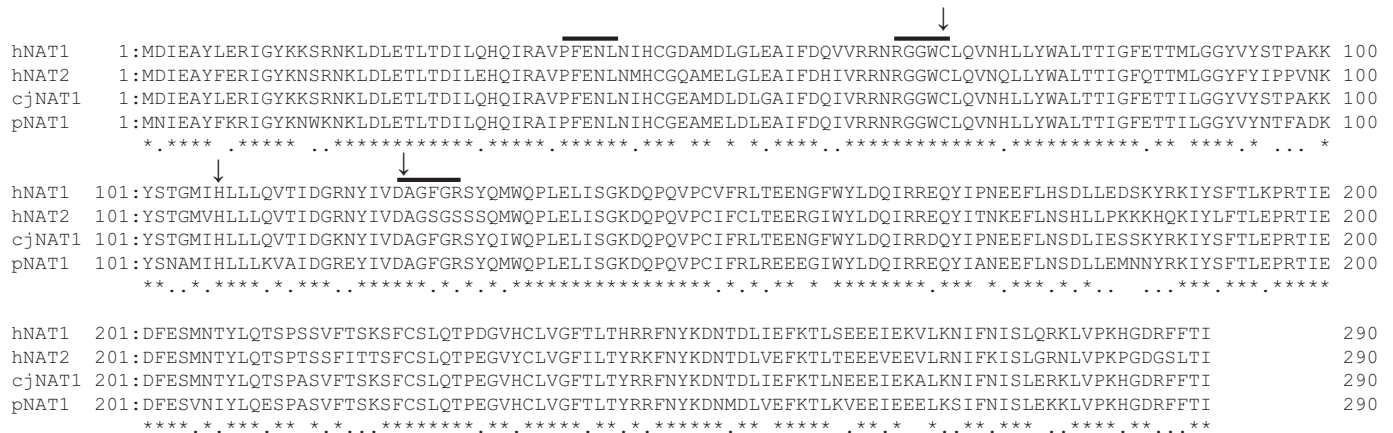 ↓
hNAT1 1:MDIEAYLERIGYKKSRNKLDLETLTDILQHQIRAVPFENLNIHCGDAMDLGLEAIFDQVVRRNRGGWCLQVNHLLYWALTTIGFETTMLGGYVYSTPAKK 100
hNAT2 1:MDIEAYFERIGYKNSRNKLDLETLTDILEHQIRAVPFENLNMHCGQAMELGLEAIFDHIVRRNRGGWCLQVNQLLYWALTTIGFQTTMLGGYFYIPPVNK 100
cjNAT1 1:MDIEAYLERIGYKKSRNKLDLETLTDILQHQIRAVPFENLNIHCGEAMDLDLGAIFDQIVRRNRGGWCLQVNHLLYWALTTIGFETTILGGYVYSTPAKK 100
pNAT1 1:MNIEAYFKRIGYKNWKNKLDLETLTDILQHQIRAIPFENLNIHCGEAMELDLEAIFDQIVRRNRGGWCLQVNHLLYWALTTIGFETTILGGYVYNTFADK 100
*.**** .***** ..************.*****.******.*** ** * *.****..*************.***********.**.****.* ... *
↓ ↓
hNAT1 101:YSTGMIHLLLQVTIDGRNYIVDAGFGRSYQMWQPLELISGKDQPQVPCVFRLTEENGFWYLDQIRREQYIPNEEFLHSDLLEDSKYRKIYSFTLKPRTIE 200
hNAT2 101:YSTGMVHLLLQVTIDGRNYIVDAGSGSSSQMWQPLELISGKDQPQVPCIFCLTEERGIWYLDQIRREQYITNKEFLNSHLLPKKKHQKIYLFTLEPRTIE 200
cjNAT1 101:YSTGMIHLLLQVTIDGKNYIVDAGFGRSYQIWQPLELISGKDQPQVPCIFRLTEENGFWYLDQIRRDQYIPNEEFLNSDLIESSKYRKIYSFTLEPRTIE 200
pNAT1 101:YSNAMIHLLLKVAIDGREYIVDAGFGRSYQMWQPLELISGKDQPQVPCIFRLREEEGIWYLDQIRREQYIANEEFLNSDLLEMNNYRKIYSFTLEPRTIE 200
**..*.****.*.***..****** * * *.*****************.*.* ** * ********.***.*.***.*.*.. ...***.***.*****
hNAT1 201:DFESMNTYLQTSPSSVFTSKSFCSLQTPDGVHCLVGFTLTHRRFNYKDNTDLIEFKTLSEEEIEKVLKNIFNISLQRKLVPKHGDRFFTI 290
hNAT2 201:DFESMNTYLQTSPTSSFITTSFCSLQTPEGVYCLVGFILTYRKFNYKDNTDLVEFKTLTEEEVEEVLRNIFKISLGRNLVPKPGDGSLTI 290
cjNAT1 201:DFESMNTYLQTSPASVFTSKSFCSLQTPEGVHCLVGFTLTYRRFNYKDNTDLIEFKTLNEEEIEKALKNIFNISLERKLVPKHGDRFFTI 290
pNAT1 201:DFESVNIYLQESPASVFTSKSFCSLQTPEGVHCLVGFTLTYRRFNYKDNMDLVEFKTLKVEEIEEELKSIFNISLEKKLVPKHGDRFFTI 290
****.*.***.** *.*...********.**.*****.**.*.****** **.***** .**.*. *..**.***...****.**...**